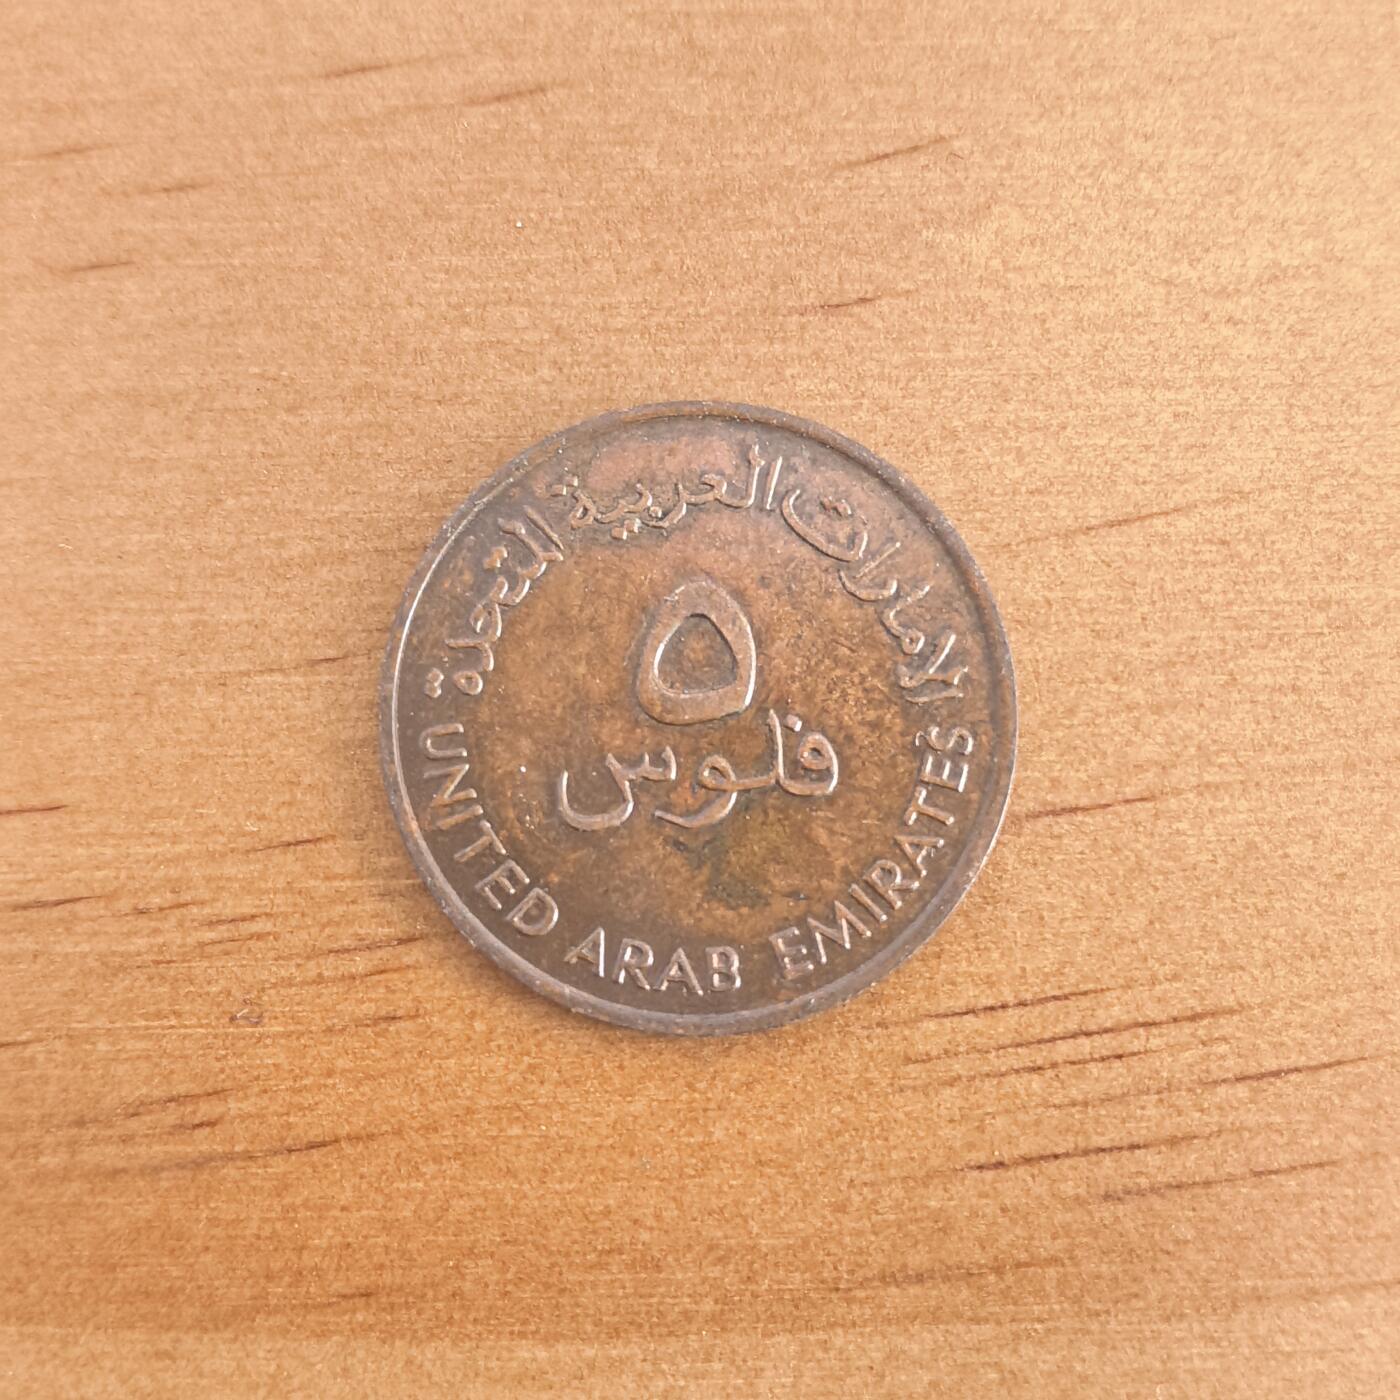 الامارات العربية المتحدة
٥
فلوس
UNITED ARAB EMIRATES